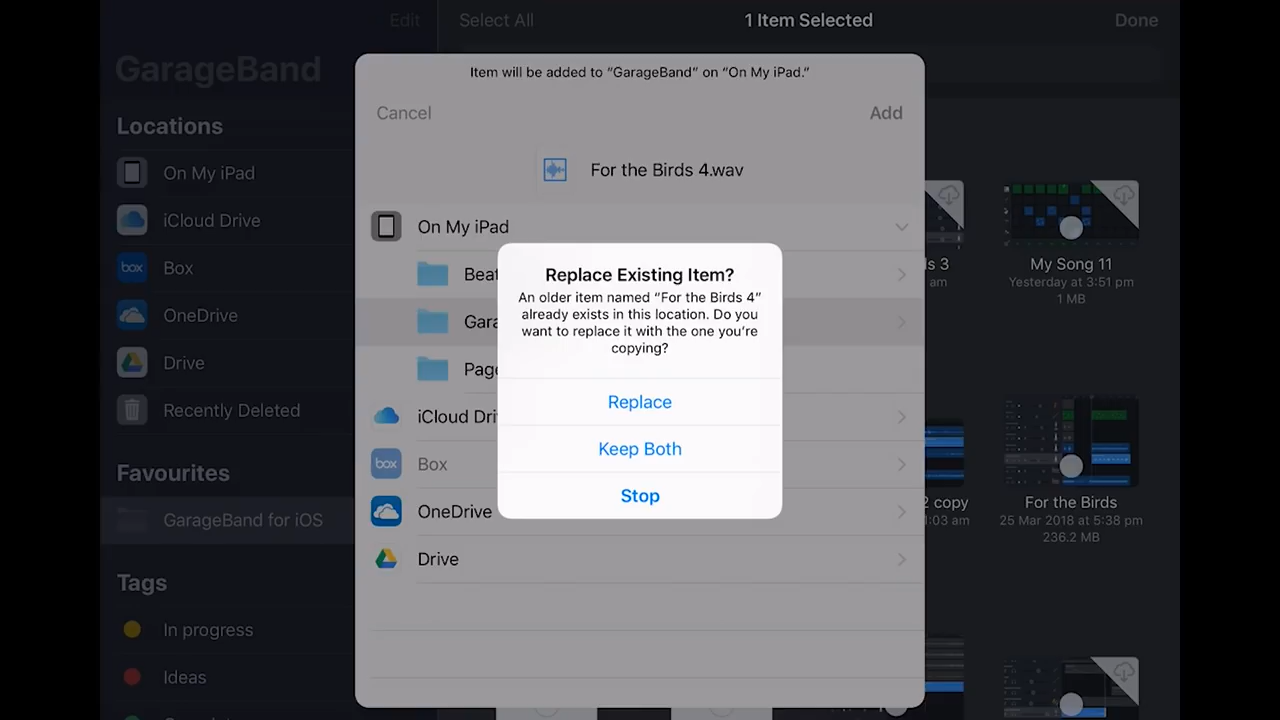 Edit
Select All
1 Item Selected
Done
GarageBand
Item will be added to “GarageBand” on “On My iPad.”
Cancel
Add
Locations
For the Birds 4.wav
On My iPad
iCloud Drive
Box
OneDrive
Drive
Recently Deleted
Favourites
GarageBand for iOS
Tags
In progress
Ideas
On My iPad
Beat
Gara
Page
iCloud Dri
Box
OneDrive
Drive
Replace Existing Item?
An older item named “For the Birds 4”
already exists in this location. Do you
want to replace it with the one you’re
copying?
Replace
Keep Both
Stop
ds 3
am
My Song 11
Yesterday at 3:51 pm
1 MB
2 copy
:03 am
For the Birds
25 Mar 2018 at 5:38 pm
236.2 MB